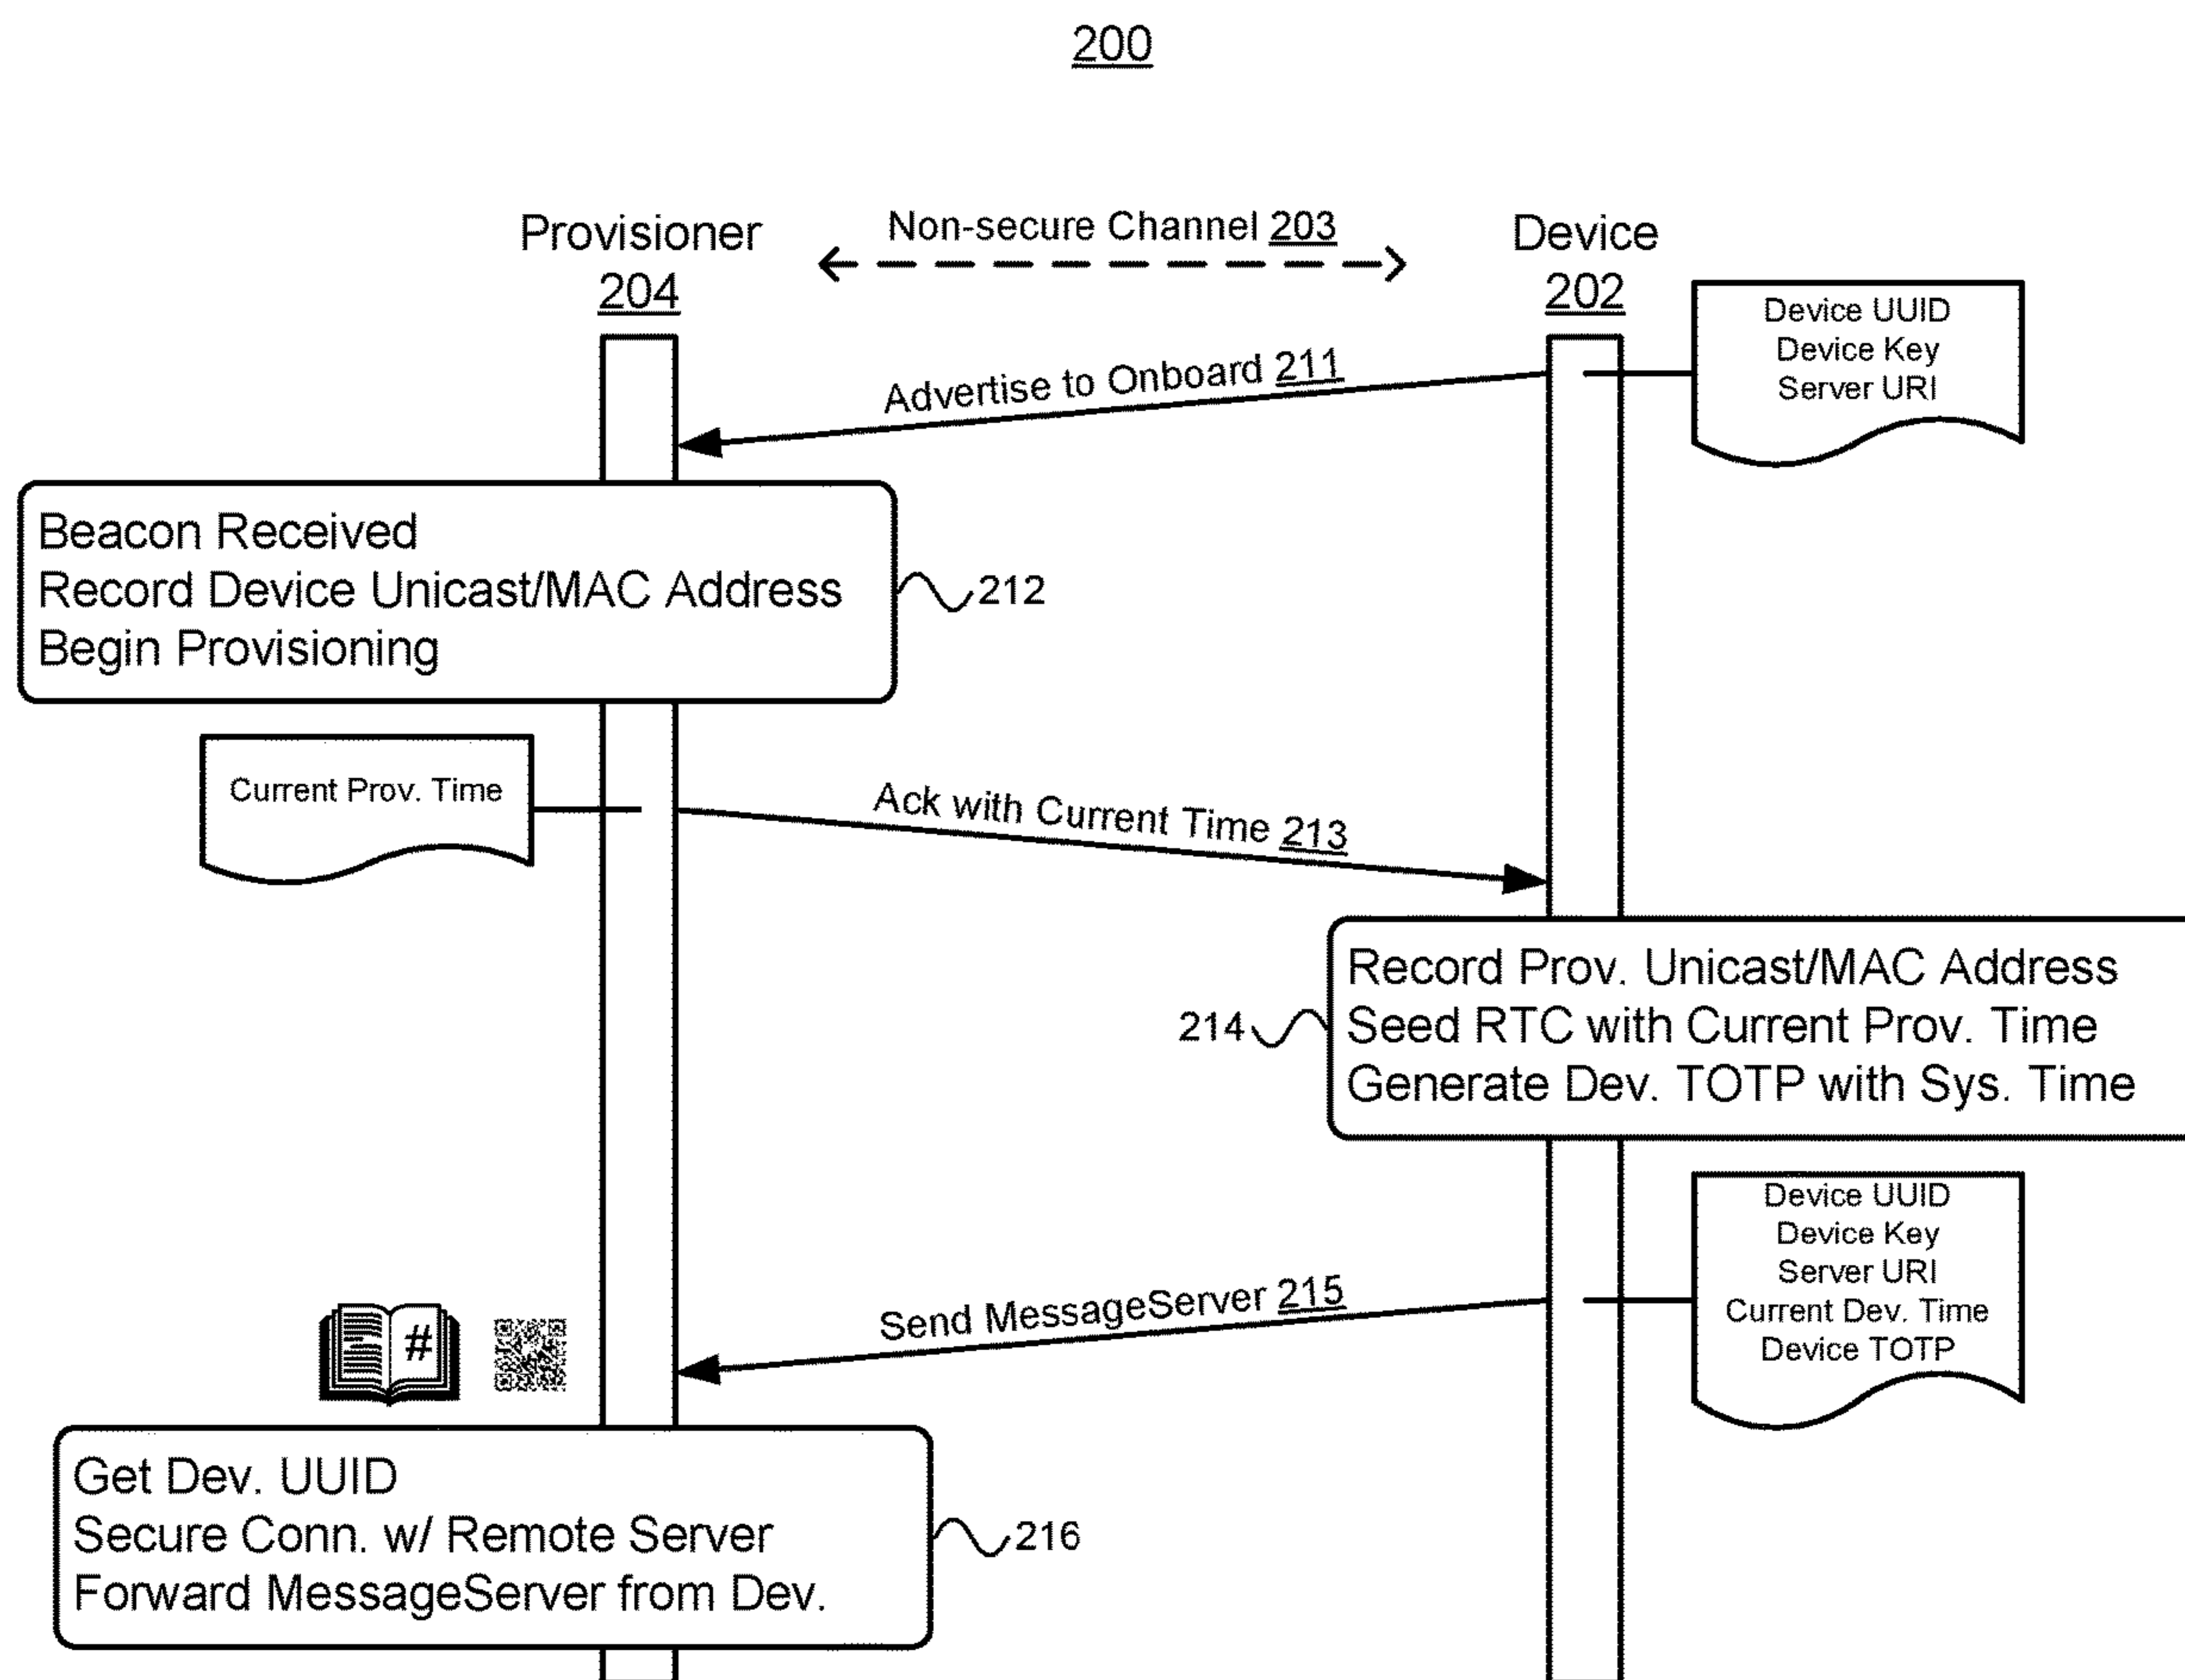 200
Provisioner
204
Non-secure Channel 203
Device
202
Device UUID
Device Key
Server URI
Advertise to Onboard 211
Beacon Received
Record Device Unicast/MAC Address
Begin Provisioning
212
Current Prov. Time
Ack with Current Time 213
Record Prov. Unicast/MAC Address
Seed RTC with Current Prov. Time
Generate Dev. TOTP with Sys. Time
214
Device UUID
Device Key
Server URI
Current Dev. Time
Device TOTP
Send MessageServer 215
#
Get Dev. UUID
Secure Conn. w/ Remote Server
Forward MessageServer from Dev.
216